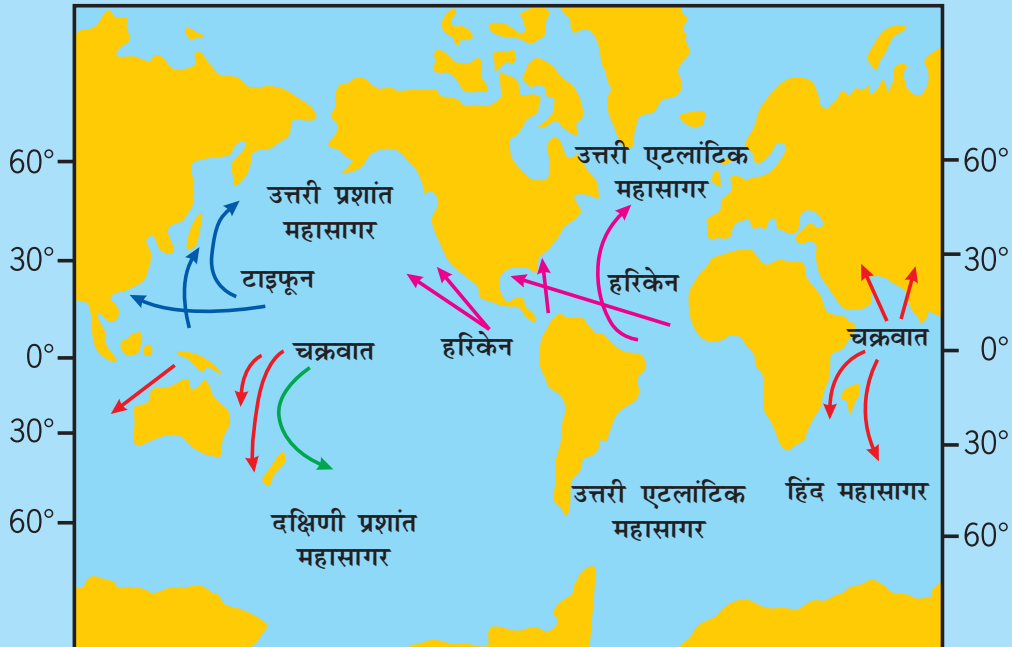 उत्तरी एटलांटिक
महासागर
60°
60°
उत्तरी प्रशांत
महासागर
30°
30°
टाइफून
हरिकेन
हरिकेन
चक्रवात
0°
चक्रवात
0°
30°
30°
उत्तरी एटलांटिक
महासागर
हिंद महासागर
दक्षिणी प्रशांत
महासागर
60°
60°